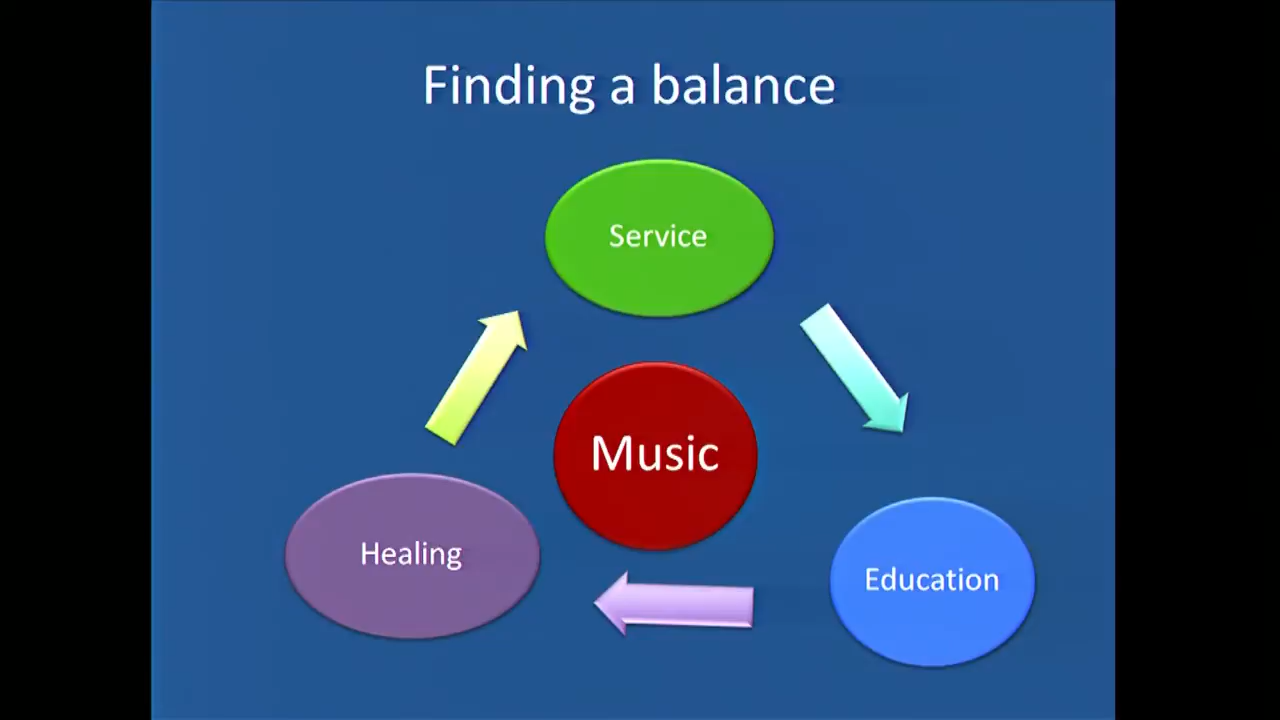 Finding a balance
Service
Music
Healing
Education